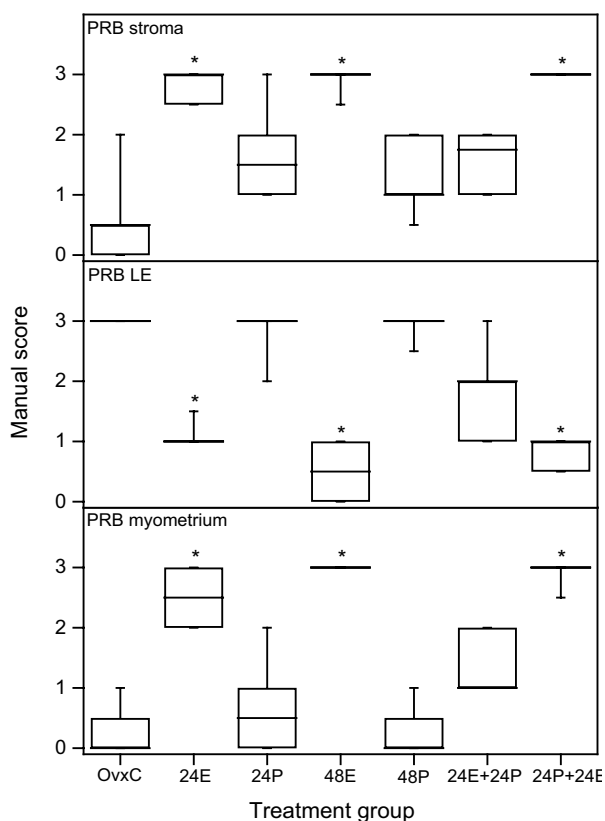 PRB stroma
* * *
3
2
1
0
PRB LE
3
2
1
0
* * *
PRB myometrium
* * *
3
2
1
0
Manual score
OvxC 24E 24P 48E 48P 24E+24P 24P+24E
Treatment group